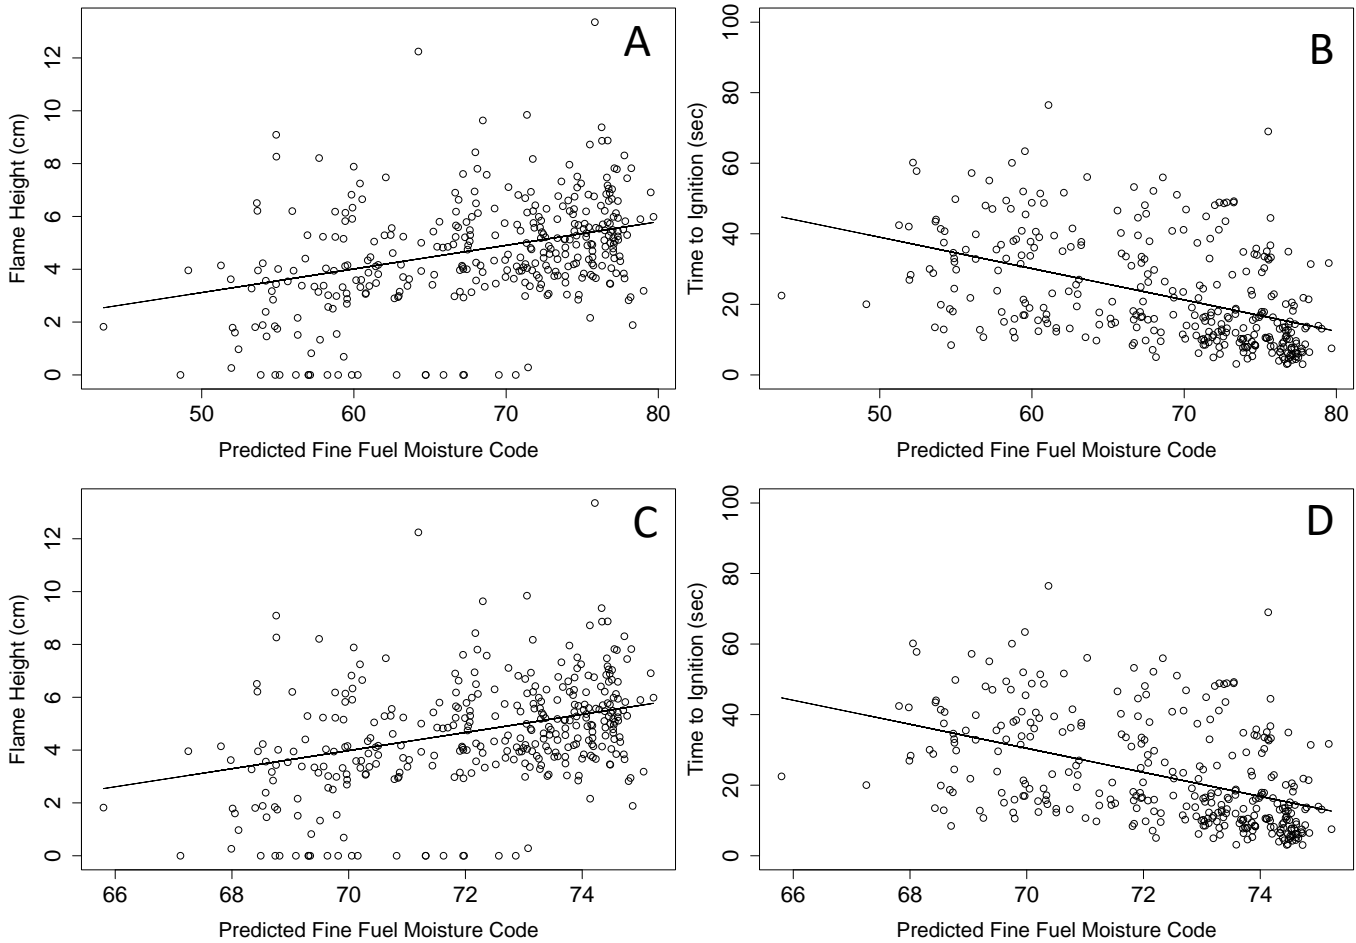 A
Flame Height (cm)
0 2 4 6 8 10 12
50 60 70 80
Predicted Fine Fuel Moisture Code
B
Time to Ignition (sec)
0 20 40 60 80 100
50 60 70 80
Predicted Fine Fuel Moisture Code
C
Flame Height (cm)
0 2 4 6 8 10 12
66 68 70 72 74
Predicted Fine Fuel Moisture Code
D
Time to Ignition (sec)
0 20 40 60 80 100
66 68 70 72 74
Predicted Fine Fuel Moisture Code